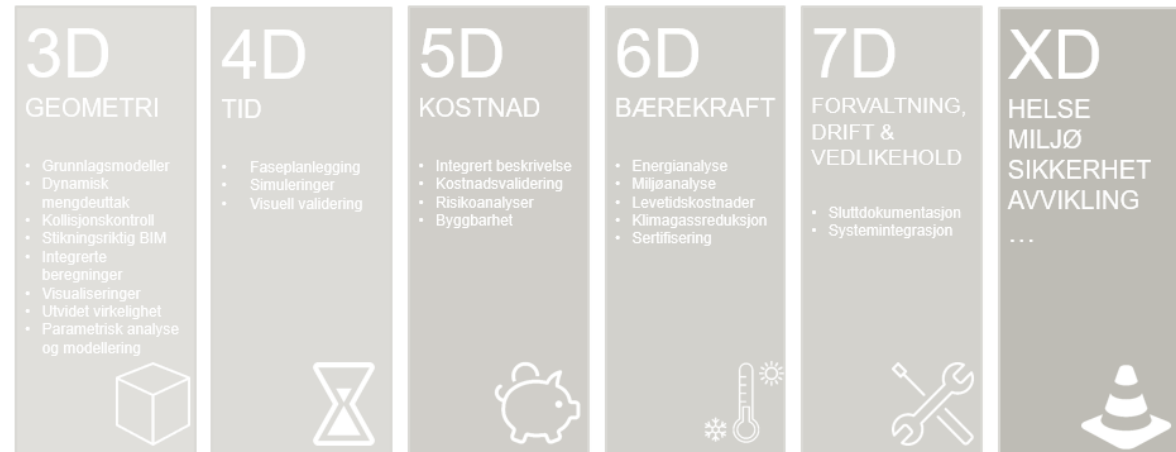 3D
GEOMETRI
• Grunnlagsmodeller
• Dynamisk
mengdeuttak
• Kollisjonskontroll
• Stikningsriktig BIM
• Integrerte
beregninger
• Visualiseringer
• Utvidet virkelighet
• Parametrisk analyse
og modellering
4D
TID
• Faseplanlegging
• Simuleringer
• Visuell validering
5D
KOSTNAD
• Integrert beskrivelse
• Kostnadsvalidering
• Risikoanalyser
• Byggbarhet
6D
BÆREKRAFT
• Energianalyse
• Miljøanalyse
• Levetidskostnader
• Klimagassreduksjon
• Sertifisering
7D
FORVALTNING,
DRIFT &
VEDLIKEHOLD
• Sluttdokumentasjon
• Systemintegrasjon
XD
HELSE
MILJØ
SIKKERHET
AVVIKLING
...